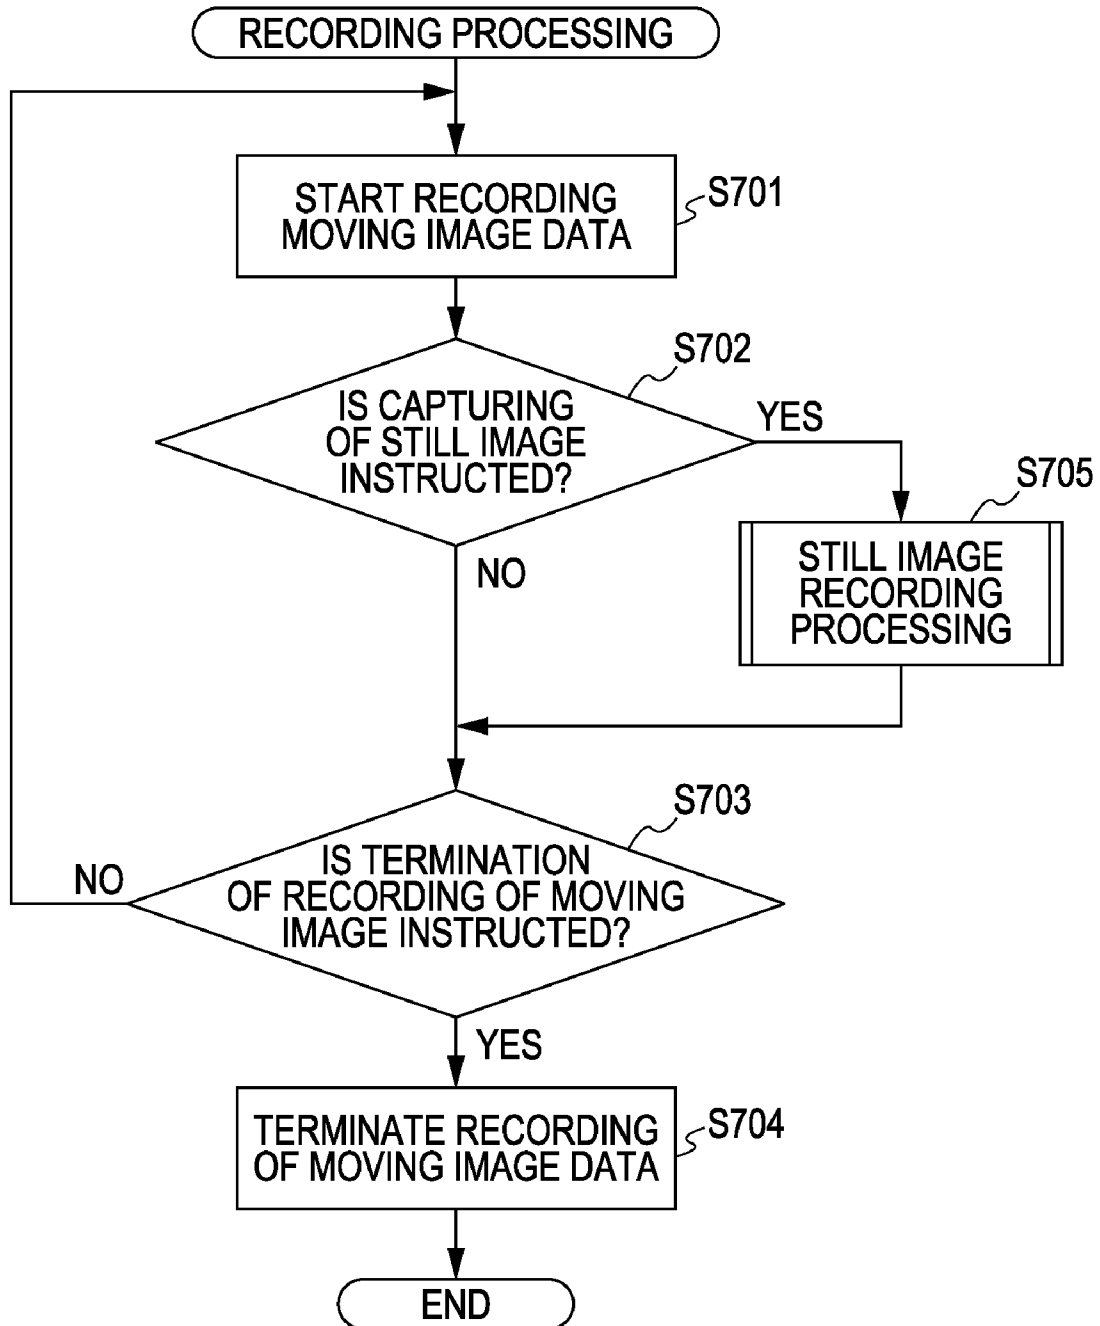 RECORDING PROCESSING
START RECORDING
MOVING IMAGE DATA
S701
S702
IS CAPTURING
OF STILL IMAGE
INSTRUCTED?
YES
S705
STILL IMAGE
RECORDING
PROCESSING
NO
S703
IS TERMINATION
OF RECORDING OF MOVING
IMAGE INSTRUCTED?
NO
YES
TERMINATE RECORDING
OF MOVING IMAGE DATA
S704
END